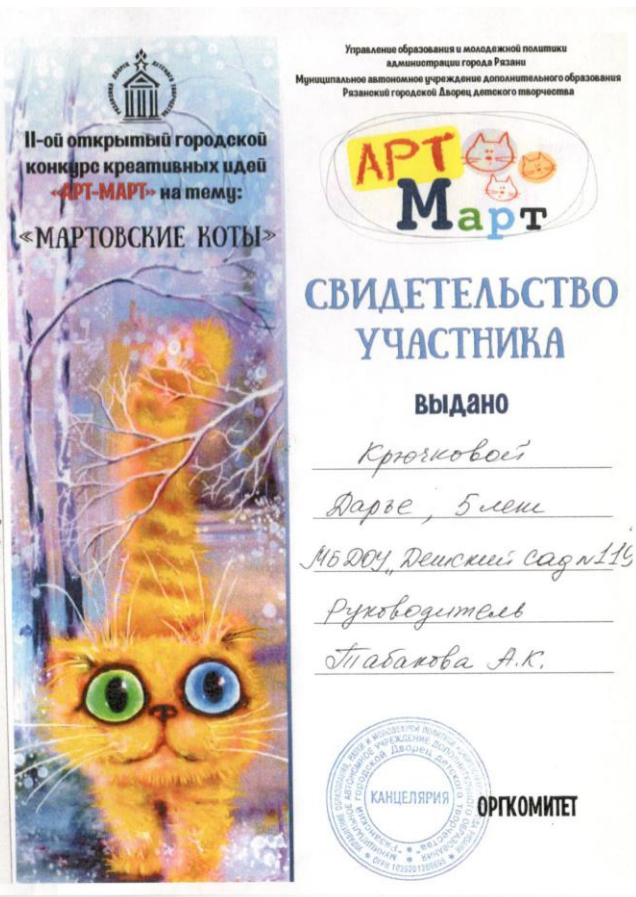 II-ой открытый городской
конкурс креативных идей
«АРТ-МАРТ» на тему:
«МАРТОВСКИЕ КОТЫ»
Управление образования и молодежной политики
администрации города Рязани
Муниципальное автономное учреждение дополнительного образования
Рязанский городской Дворец детского творчества
АРТ
Март
СВИДЕТЕЛЬСТВО
УЧАСТНИКА
ВЫДАНО
Крючковой
Дарье, 5 лет
МБДОУ „Детский сад №119
Руководитель
Табакова А.К.
КАНЦЕЛЯРИЯ
ОРГКОМИТЕТ